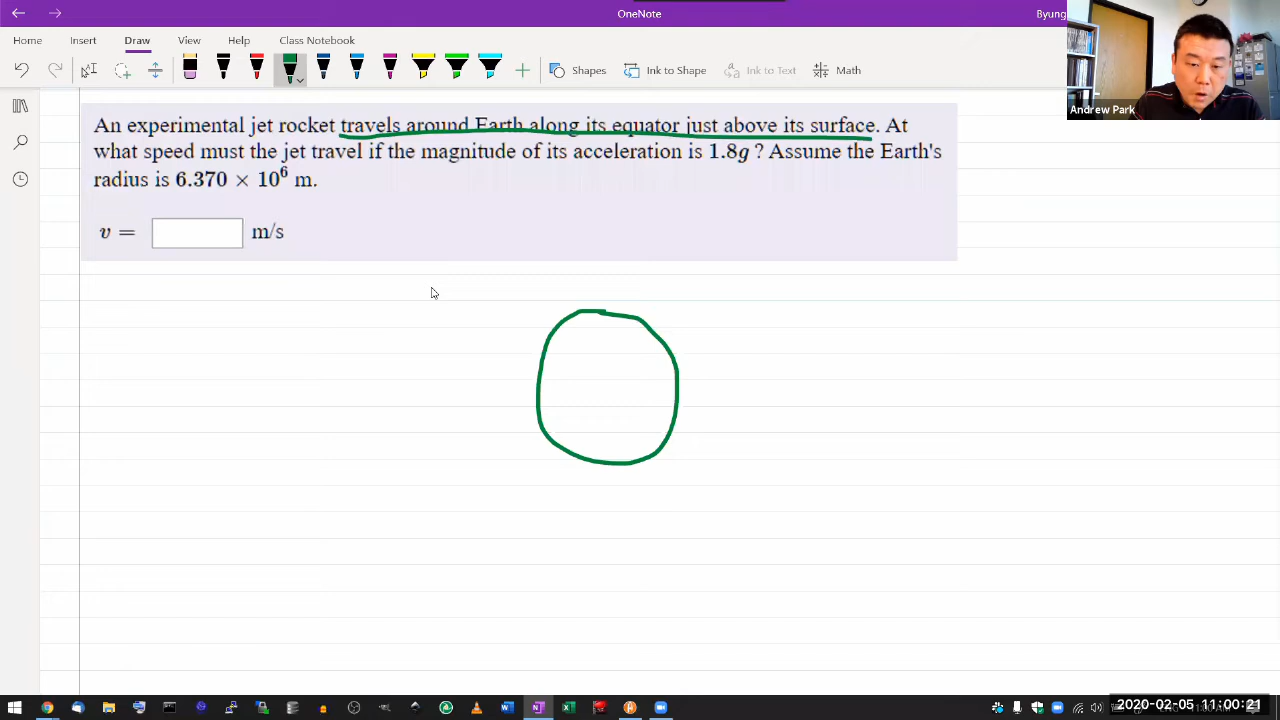 OneNote
Byung
Home Insert Draw View Help Class Notebook
Shapes Ink to Shape Ink to Text Math
Andrew Park
An experimental jet rocket travels around Earth along its equator just above its surface. At
what speed must the jet travel if the magnitude of its acceleration is 1.8g ? Assume the Earth's
radius is 6.370 × 10⁶ m.
v = m/s
2020-02-05 11:00:21